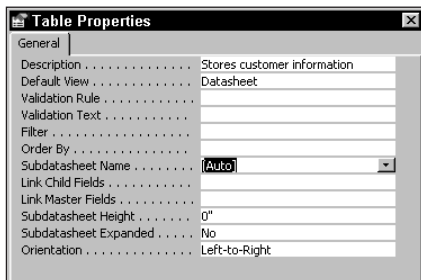 Table Properties
General
Description . . . . . . . . . . . . . . Stores customer information
Default View . . . . . . . . . . . . . Datasheet
Validation Rule . . . . . . . . . . . .
Validation Text . . . . . . . . . . . .
Filter . . . . . . . . . . . . . . . . . . .
Order By . . . . . . . . . . . . . . . .
Subdatasheet Name . . . . . . . [Auto]
Link Child Fields . . . . . . . . . . .
Link Master Fields . . . . . . . . . .
Subdatasheet Height . . . . . . . 0"
Subdatasheet Expanded . . . . . No
Orientation . . . . . . . . . . . . . . Left-to-Right